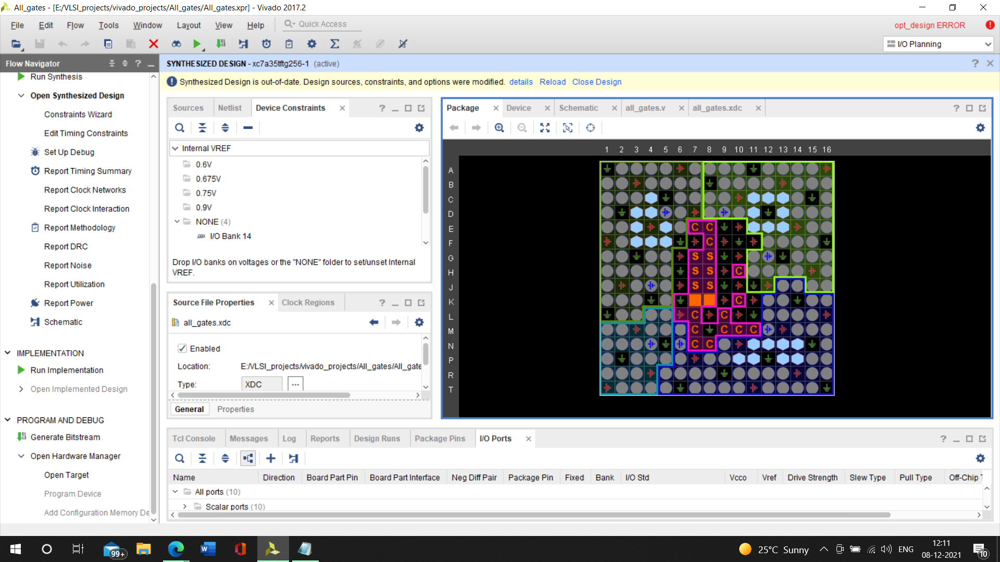 All_gates - [E:/VLSI_projects/vivado_projects/All_gates/All_gates.xpr] - Vivado 2017.2
File Edit Flow Tools Window Layout View Help Quick Access
opt_design ERROR
I/O Planning
Flow Navigator
Run Synthesis
Open Synthesized Design
Constraints Wizard
Edit Timing Constraints
Set Up Debug
Report Timing Summary
Report Clock Networks
Report Clock Interaction
Report Methodology
Report DRC
Report Noise
Report Utilization
Report Power
Schematic
IMPLEMENTATION
Run Implementation
Open Implemented Design
PROGRAM AND DEBUG
Generate Bitstream
Open Hardware Manager
Open Target
Program Device
Add Configuration Memory De
SYNTHESIZED DESIGN - xc7a35tftg256-1 (active)
Synthesized Design is out-of-date. Design sources, constraints, and options were modified. details Reload Close Design
Sources Netlist Device Constraints
Internal VREF
0.6V
0.675V
0.75V
0.9V
NONE (4)
I/O Bank 14
Drop I/O banks on voltages or the "NONE" folder to set/unset Internal
VREF.
Source File Properties Clock Regions
all_gates.xdc
Enabled
Location: E:/VLSI_projects/vivado_projects/All_gates/All_gate
Type: XDC ...
General Properties
Package Device Schematic all_gates.v all_gates.xdc
1 2 3 4 5 6 7 8 9 10 11 12 13 14 15 16
A
B
C
D
E C C
F C
G S S
H S S C
J S S
K C
L C C
M C C C C
N C C
P
R
T
Tcl Console Messages Log Reports Design Runs Package Pins I/O Ports
Name Direction Board Part Pin Board Part Interface Neg Diff Pair Package Pin Fixed Bank I/O Std Vcco Vref Drive Strength Slew Type Pull Type Off-Chip T
All ports (10)
Scalar ports (10)
99+
25°C Sunny
ENG
12:11
08-12-2021
10